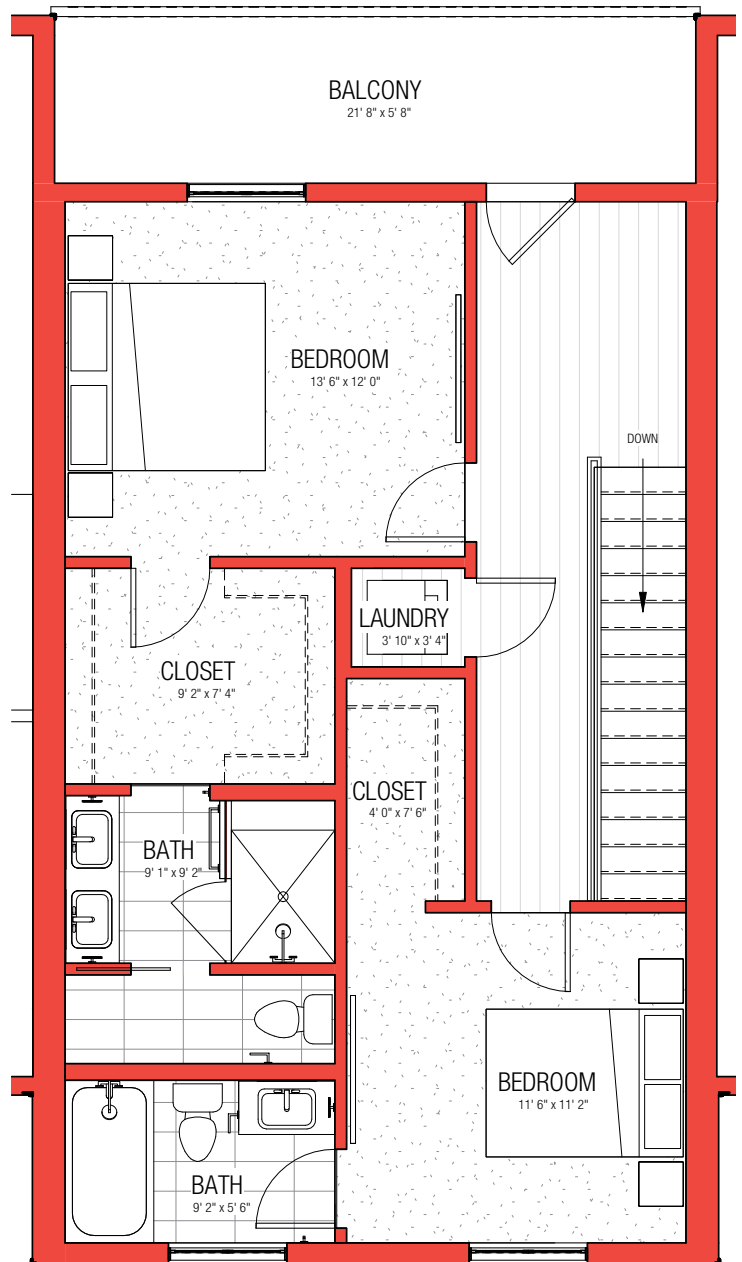 BALCONY
21' 8" x 5' 8"
BEDROOM
13' 6" x 12' 0"
DOWN
LAUNDRY
3' 10" x 3' 4"
CLOSET
9' 2" x 7' 4"
CLOSET
4' 0" x 7' 6"
BATH
9' 1" x 9' 2"
BEDROOM
11' 6" x 11' 2"
BATH
9' 2" x 5' 6"